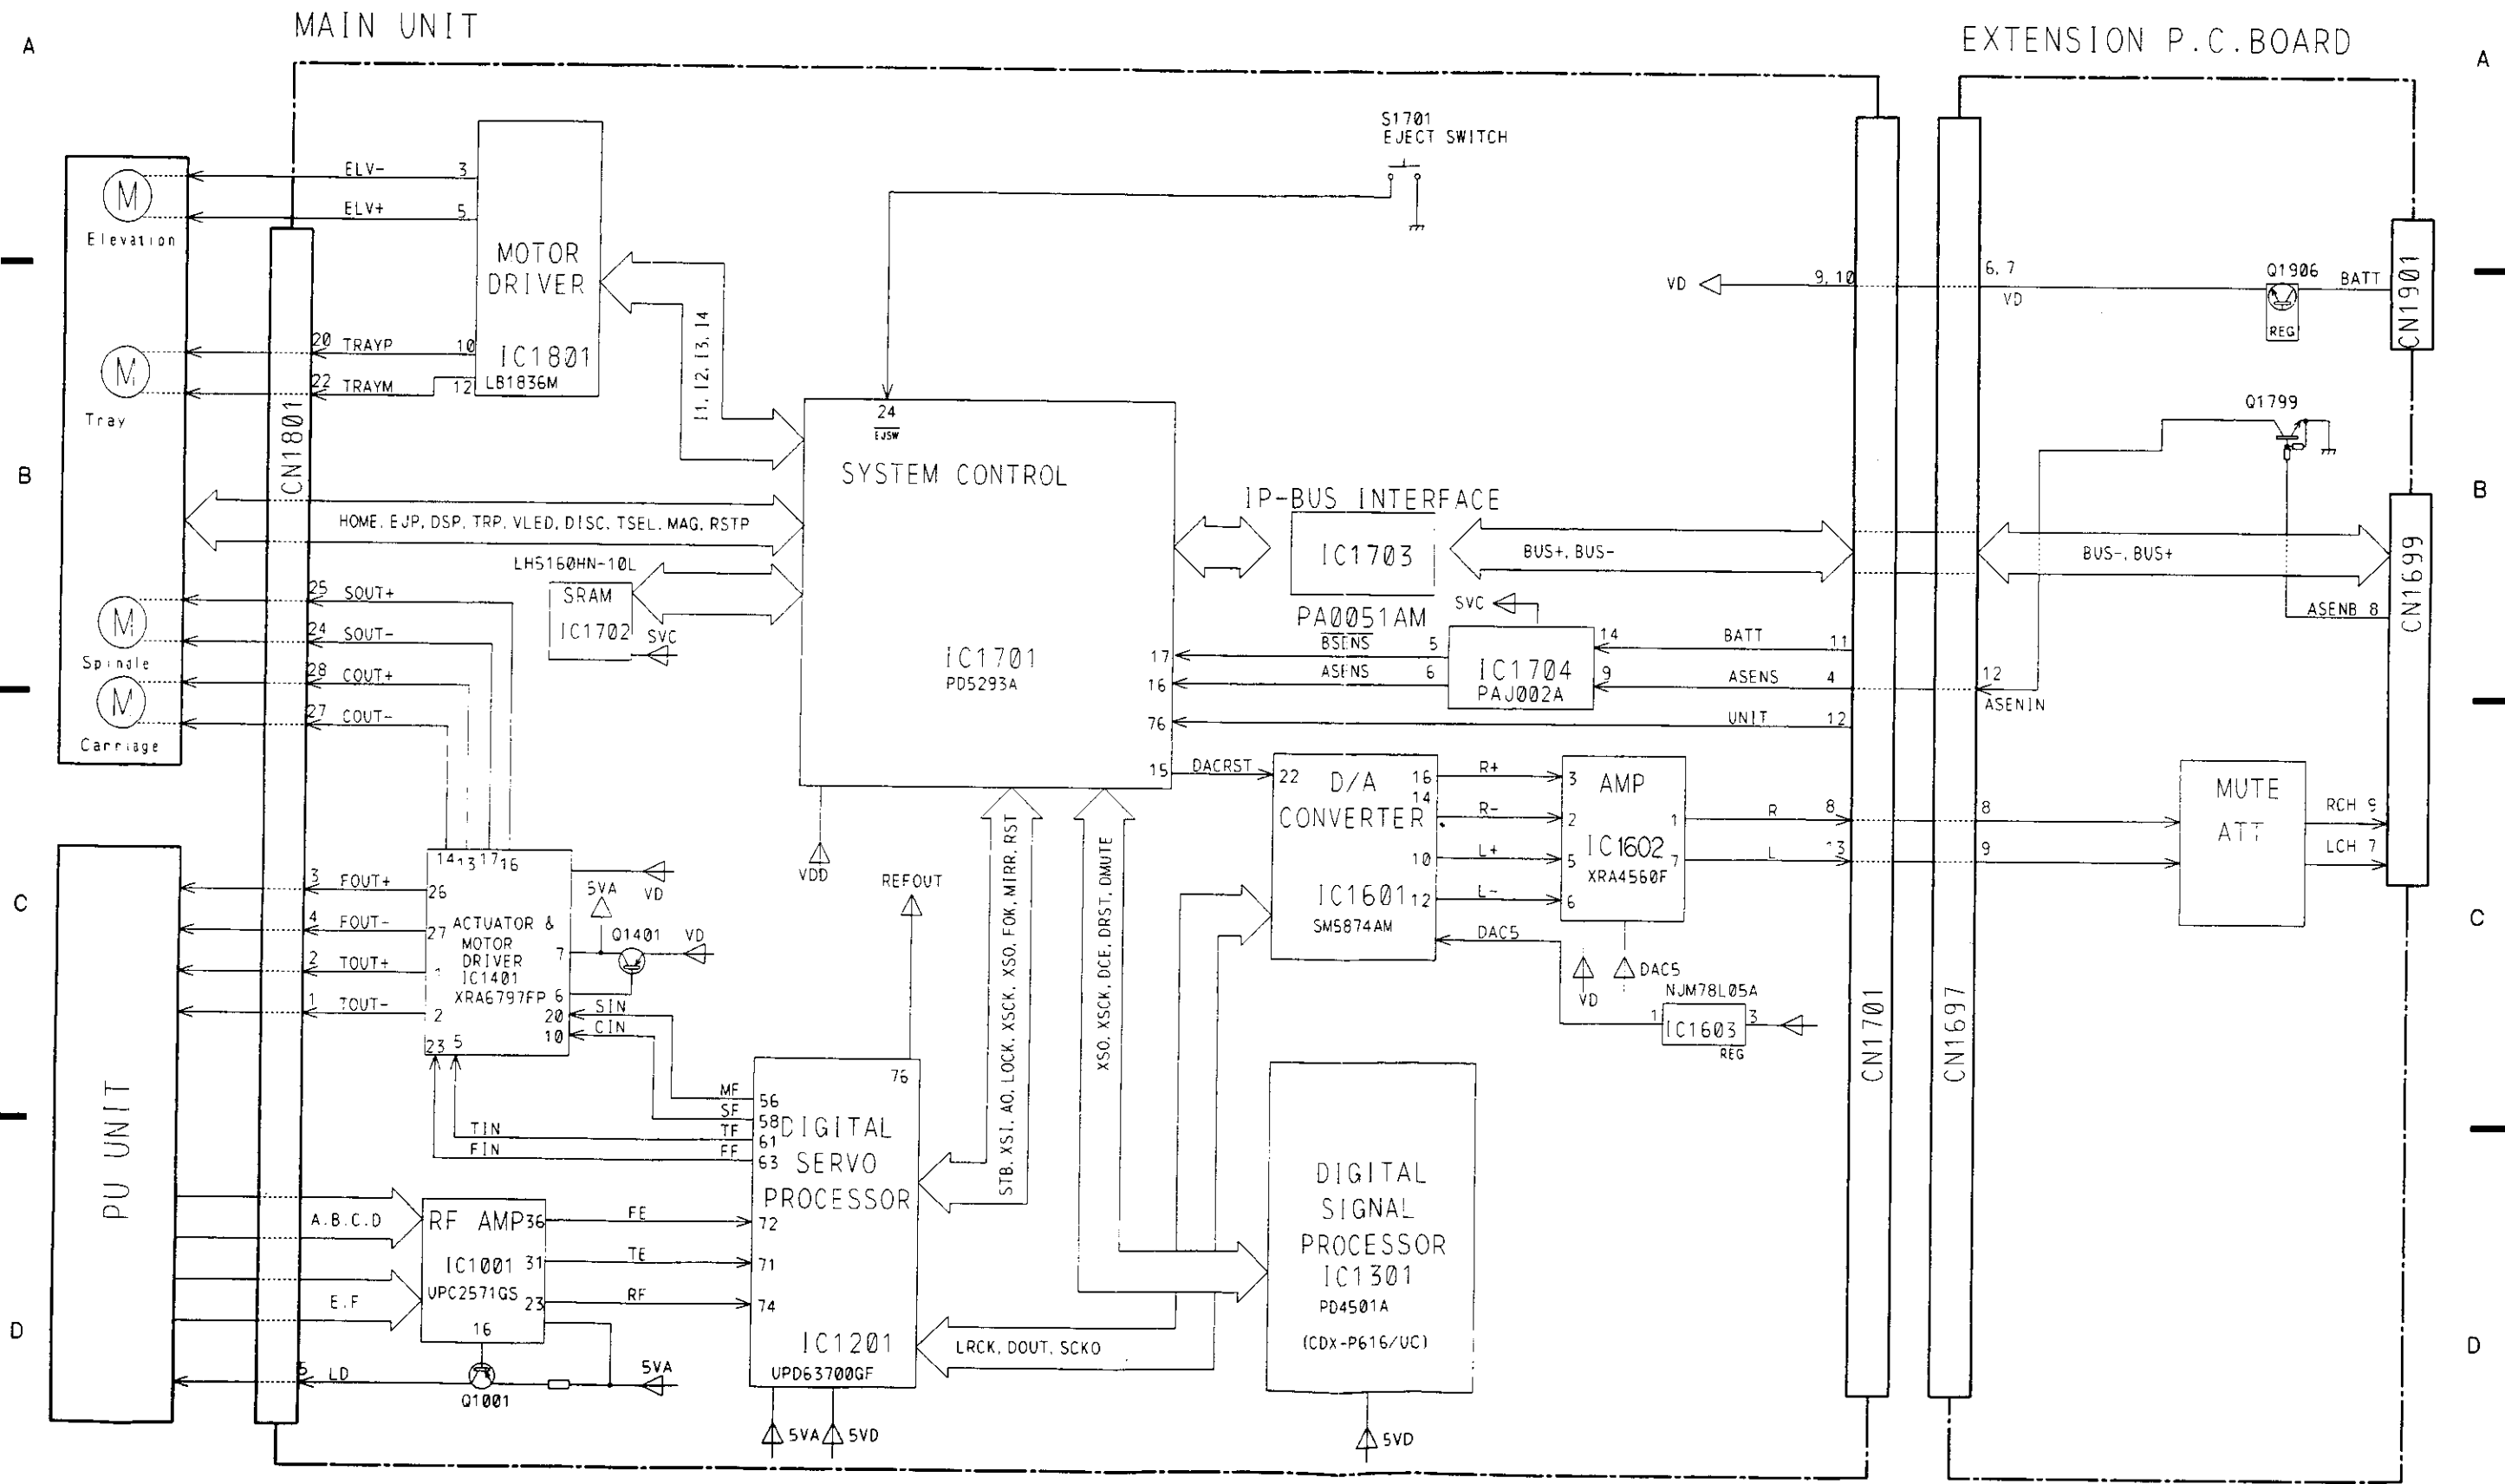 MAIN UNIT
EXTENSION P.C.BOARD
A
A
S1701
EJECT SWITCH
ELV- 3
ELV+ 5
M
Elevation
MOTOR
DRIVER
IC1801
LB1836M
20 TRAYP 10
22 TRAYM 12
M
Tray
CN1801
I1, I2, I3, I4
VD
9, 10
6, 7
VD
Q1906
REG
BATT
CN1901
Q1799
24
EJSW
SYSTEM CONTROL
IC1701
PD5293A
B
B
HOME, EJP, DSP, TRP, VLED, DISC, TSEL, MAG, RSTP
LH5160HN-10L
SRAM
IC1702
SVC
IP-BUS INTERFACE
IC1703
PA0051AM
BUS+, BUS-
BUS-, BUS+
CN1699
ASENB 8
SVC
25 SOUT+
24 SOUT-
28 COUT+
27 COUT-
M
Spindle
M
Carriage
17 BSENS 5
16 ASENS 6
IC1704
PAJ002A
14 BATT 11
9 ASENS 4
12
ASENIN
76 UNIT 12
15 DACRST 22
D/A
CONVERTER
IC1601
SM5874AM
16 R+ 3
14 R- 2
10 L+ 5
12 L- 6
AMP
IC1602
XRA4560F
1 R 8
7 L 13
8
9
MUTE
ATT
RCH 9
LCH 7
VDD
REFOUT
DAC5
VD
DAC5
NJM78L05A
1 IC1603 3
REG
C
C
14 13 17 16
3 FOUT+ 26
4 FOUT- 27
2 TOUT+ 1
1 TOUT- 2
ACTUATOR &
MOTOR
DRIVER
IC1401
XRA6797FP
VD
5VA
Q1401
VD
7
6
20 SIN
10 CIN
23 5
STB, XSI, AO, LOCK, XSCK, XSO, FOK, MIRR, RST
XSO, XSCK, DCE, DRST, DMUTE
CN1701
CN1697
PU UNIT
MF 56
SF 58
TIN TF 61
FIN FF 63
76
DIGITAL
SERVO
PROCESSOR
IC1201
UPD63700GF
A.B.C.D
E.F
RF AMP
IC1001
UPC2571GS
36 FE 72
31 TE 71
23 RF 74
16
5 LD
Q1001
5VA
LRCK, DOUT, SCKO
DIGITAL
SIGNAL
PROCESSOR
IC1301
PD4501A
(CDX-P616/UC)
D
D
5VA
5VD
5VD